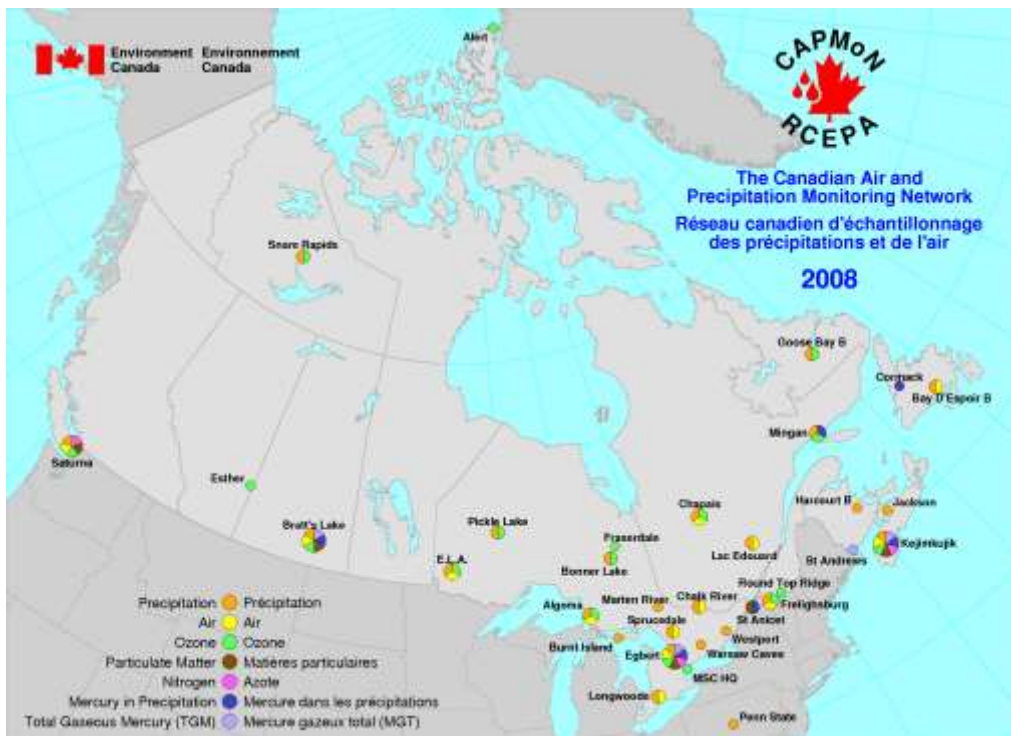 Environment Environnement
Canada Canada
Alert
CAPMoN
RCEPA
The Canadian Air and
Precipitation Monitoring Network
Réseau canadien d'échantillonnage
des précipitations et de l'air
2008
Snare Rapids
Goose Bay B
Cormack
Bay D'Espoir B
Mingan
Saturna
Esther
Bratt's Lake
Pickle Lake
E.L.A.
Chapais
Fraserdale
Bonner Lake
Lac Edouard
Harcourt B
Jackson
Kejimkujik
St Andrews
Round Top Ridge
Frelighsburg
St Anicet
Algoma
Marten River
Chalk River
Sprucedale
Westport
Burnt Island
Egbert
Warsaw Caves
MSC HQ
Longwoods
Penn State
Precipitation Précipitation
Air Air
Ozone Ozone
Particulate Matter Matières particulaires
Nitrogen Azote
Mercury in Precipitation Mercure dans les précipitations
Total Gaseous Mercury (TGM) Mercure gazeux total (MGT)